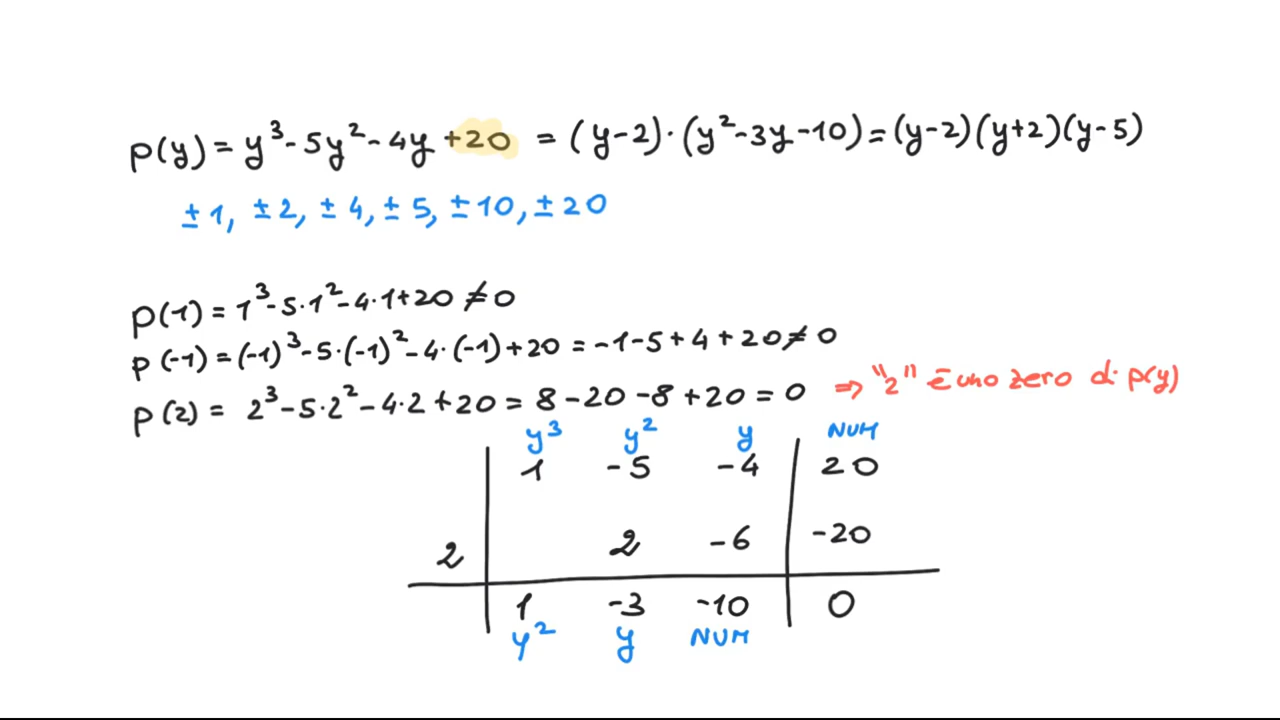 p(y) = y³ - 5y² - 4y + 20 = (y-2)·(y²-3y-10) = (y-2)(y+2)(y-5)
± 1, ± 2, ± 4, ± 5, ± 10, ± 20
p(1) = 1³ - 5·1² - 4·1 + 20 ≠ 0
p(-1) = (-1)³ - 5·(-1)² - 4·(-1) + 20 = -1 - 5 + 4 + 20 ≠ 0
p(2) = 2³ - 5·2² - 4·2 + 20 = 8 - 20 - 8 + 20 = 0 ⇒ "2" È uno zero di p(y)
y³ y² y NUM
1 -5 -4 20
2 2 -6 -20
1 -3 -10 0
y² y NUM